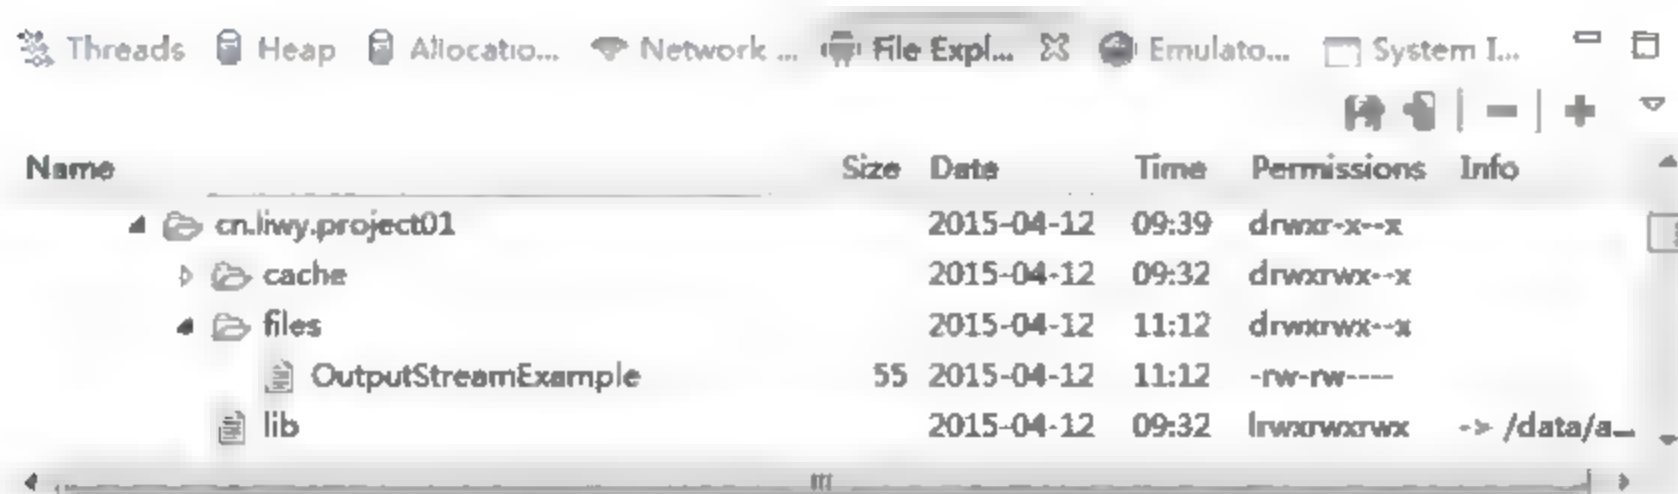 Threads Heap Allocatio... Network ... File Expl... Emulato... System I...
Name Size Date Time Permissions Info
cn.liwy.project01 2015-04-12 09:39 drwxr-x--x
cache 2015-04-12 09:32 drwxrwx--x
files 2015-04-12 11:12 drwxrwx--x
OutputStreamExample 55 2015-04-12 11:12 -rw-rw----
lib 2015-04-12 09:32 lrwxrwxrwx -> /data/a...